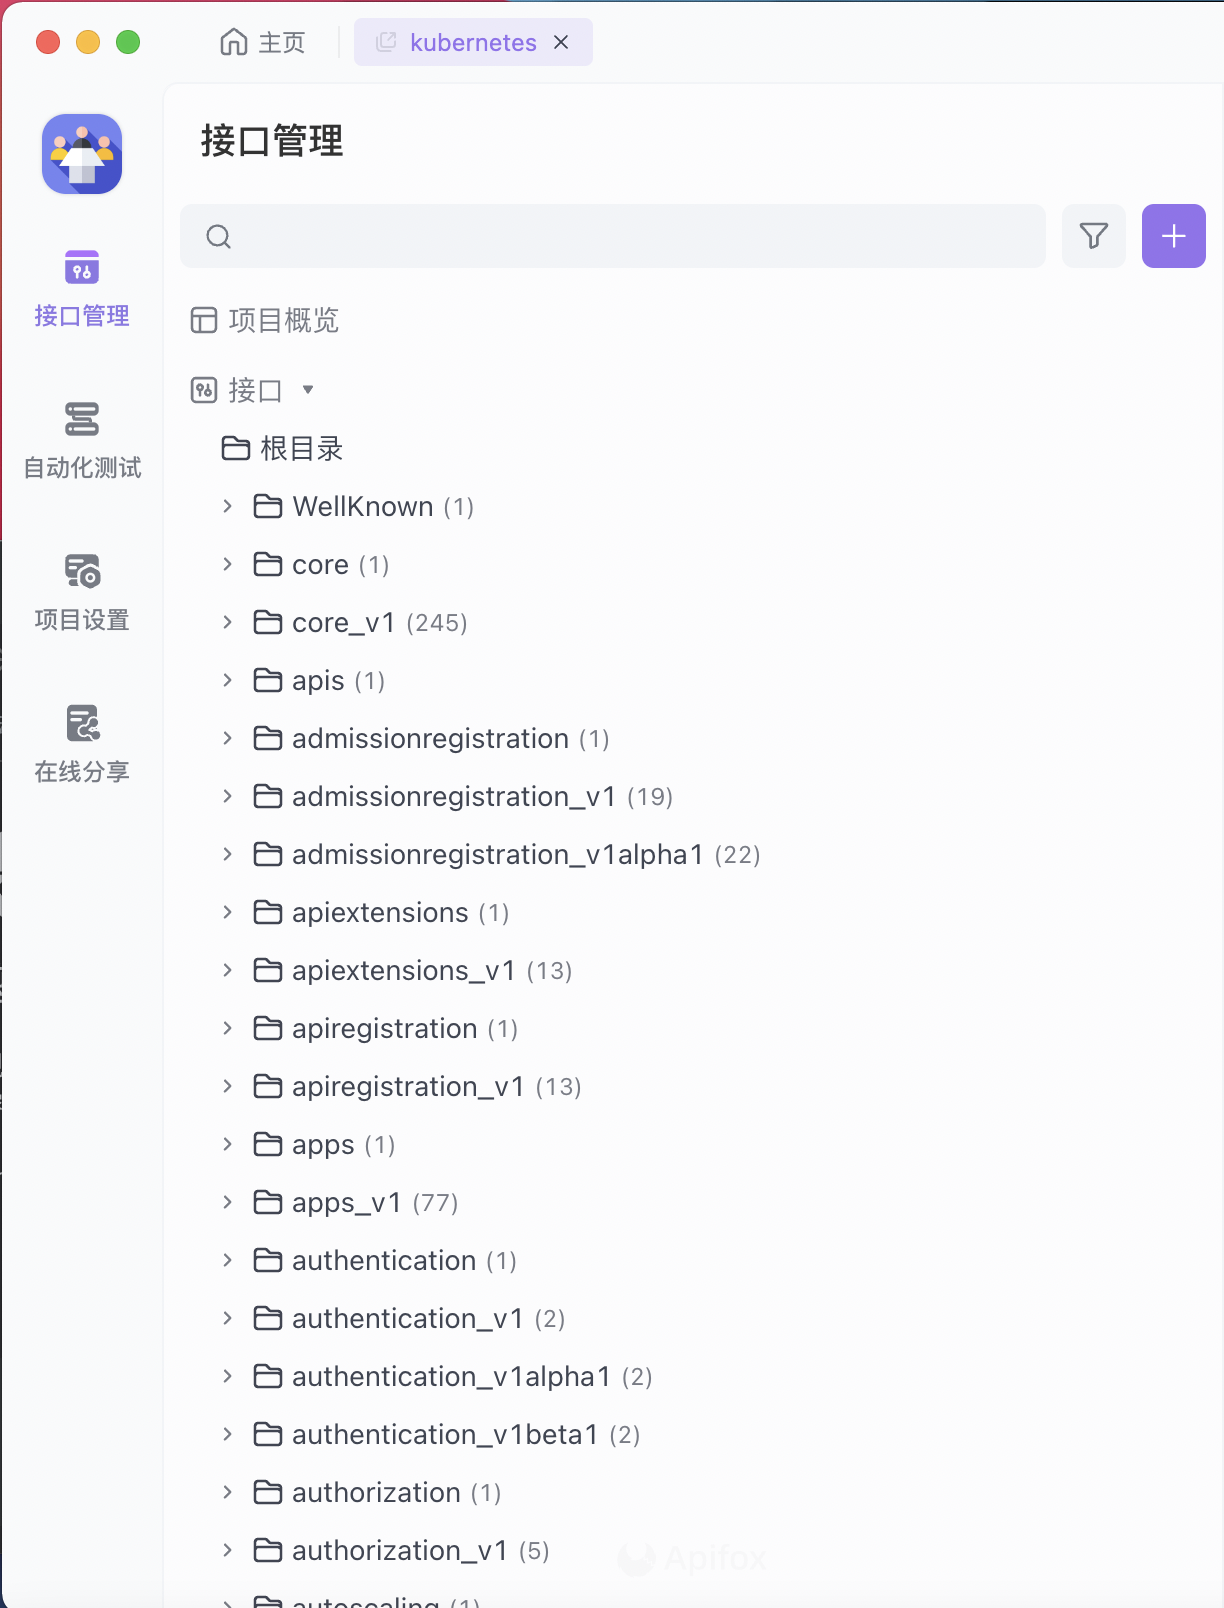 主页
kubernetes
接口管理
接口管理
自动化测试
项目设置
在线分享
项目概览
接口
根目录
WellKnown (1)
core (1)
core_v1 (245)
apis (1)
admissionregistration (1)
admissionregistration_v1 (19)
admissionregistration_v1alpha1 (22)
apiextensions (1)
apiextensions_v1 (13)
apiregistration (1)
apiregistration_v1 (13)
apps (1)
apps_v1 (77)
authentication (1)
authentication_v1 (2)
authentication_v1alpha1 (2)
authentication_v1beta1 (2)
authorization (1)
authorization_v1 (5)
Apifox
autoscaling (1)